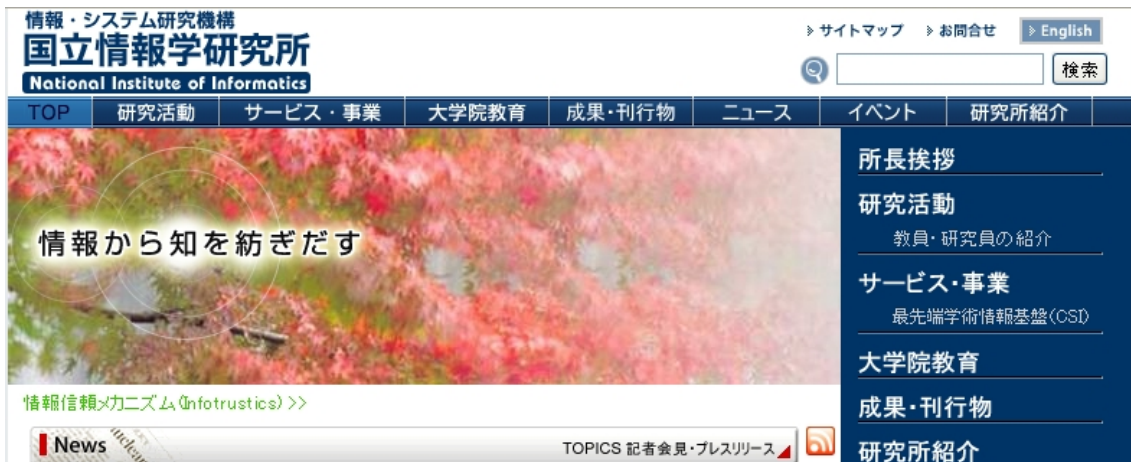 情報・システム研究機構
国立情報学研究所
National Institute of Informatics
サイトマップ お問合せ English
検索
TOP 研究活動 サービス・事業 大学院教育 成果・刊行物 ニュース イベント 研究所紹介
情報から知を紡ぎだす
情報信頼メカニズム(Infotrustics) >>
News
TOPICS 記者会見・プレスリリース
所長挨拶
研究活動
教員・研究員の紹介
サービス・事業
最先端学術情報基盤(CSI)
大学院教育
成果・刊行物
研究所紹介